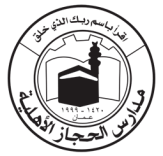 اقرأ باسم ربك الذي خلق
١٤٢٠ - ١٩٩٩
عمان
مدارس الحجاز الأهلية